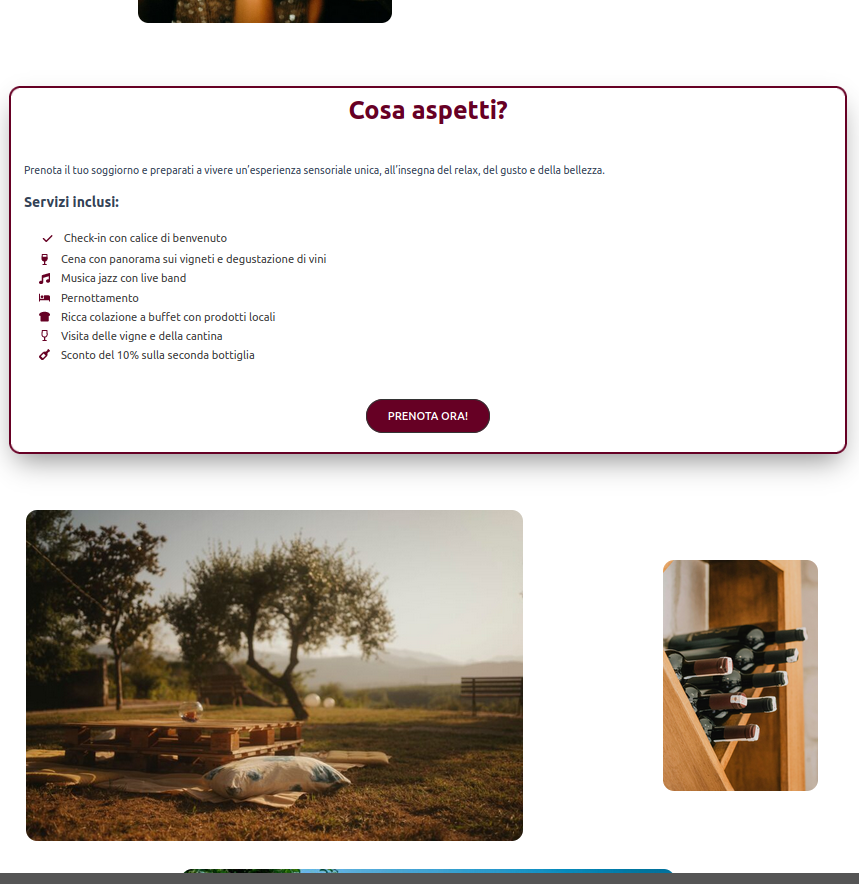 Cosa aspetti?
Prenota il tuo soggiorno e preparati a vivere un'esperienza sensoriale unica, all'insegna del relax, del gusto e della bellezza.
Servizi inclusi:
Check-in con calice di benvenuto
Cena con panorama sui vigneti e degustazione di vini
Musica jazz con live band
Pernottamento
Ricca colazione a buffet con prodotti locali
Visita delle vigne e della cantina
Sconto del 10% sulla seconda bottiglia
PRENOTA ORA!